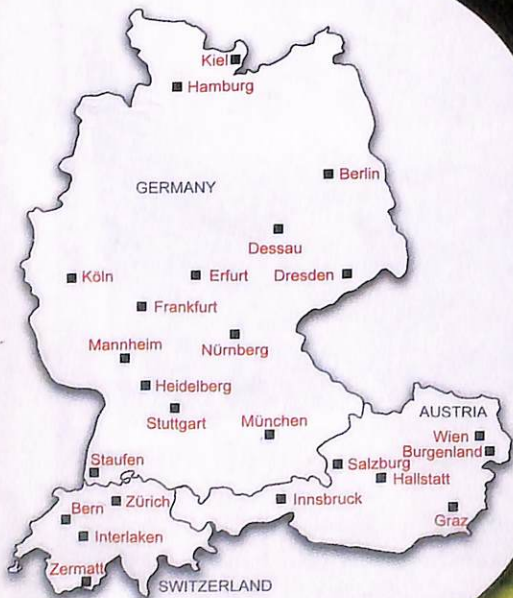 Kiel
Hamburg
Berlin
GERMANY
Dessau
Köln
Erfurt
Dresden
Frankfurt
Nürnberg
Mannheim
Heidelberg
Stuttgart
München
AUSTRIA
Wien
Burgenland
Staufen
Salzburg
Hallstatt
Zürich
Innsbruck
Bern
Graz
Interlaken
Zermatt
SWITZERLAND